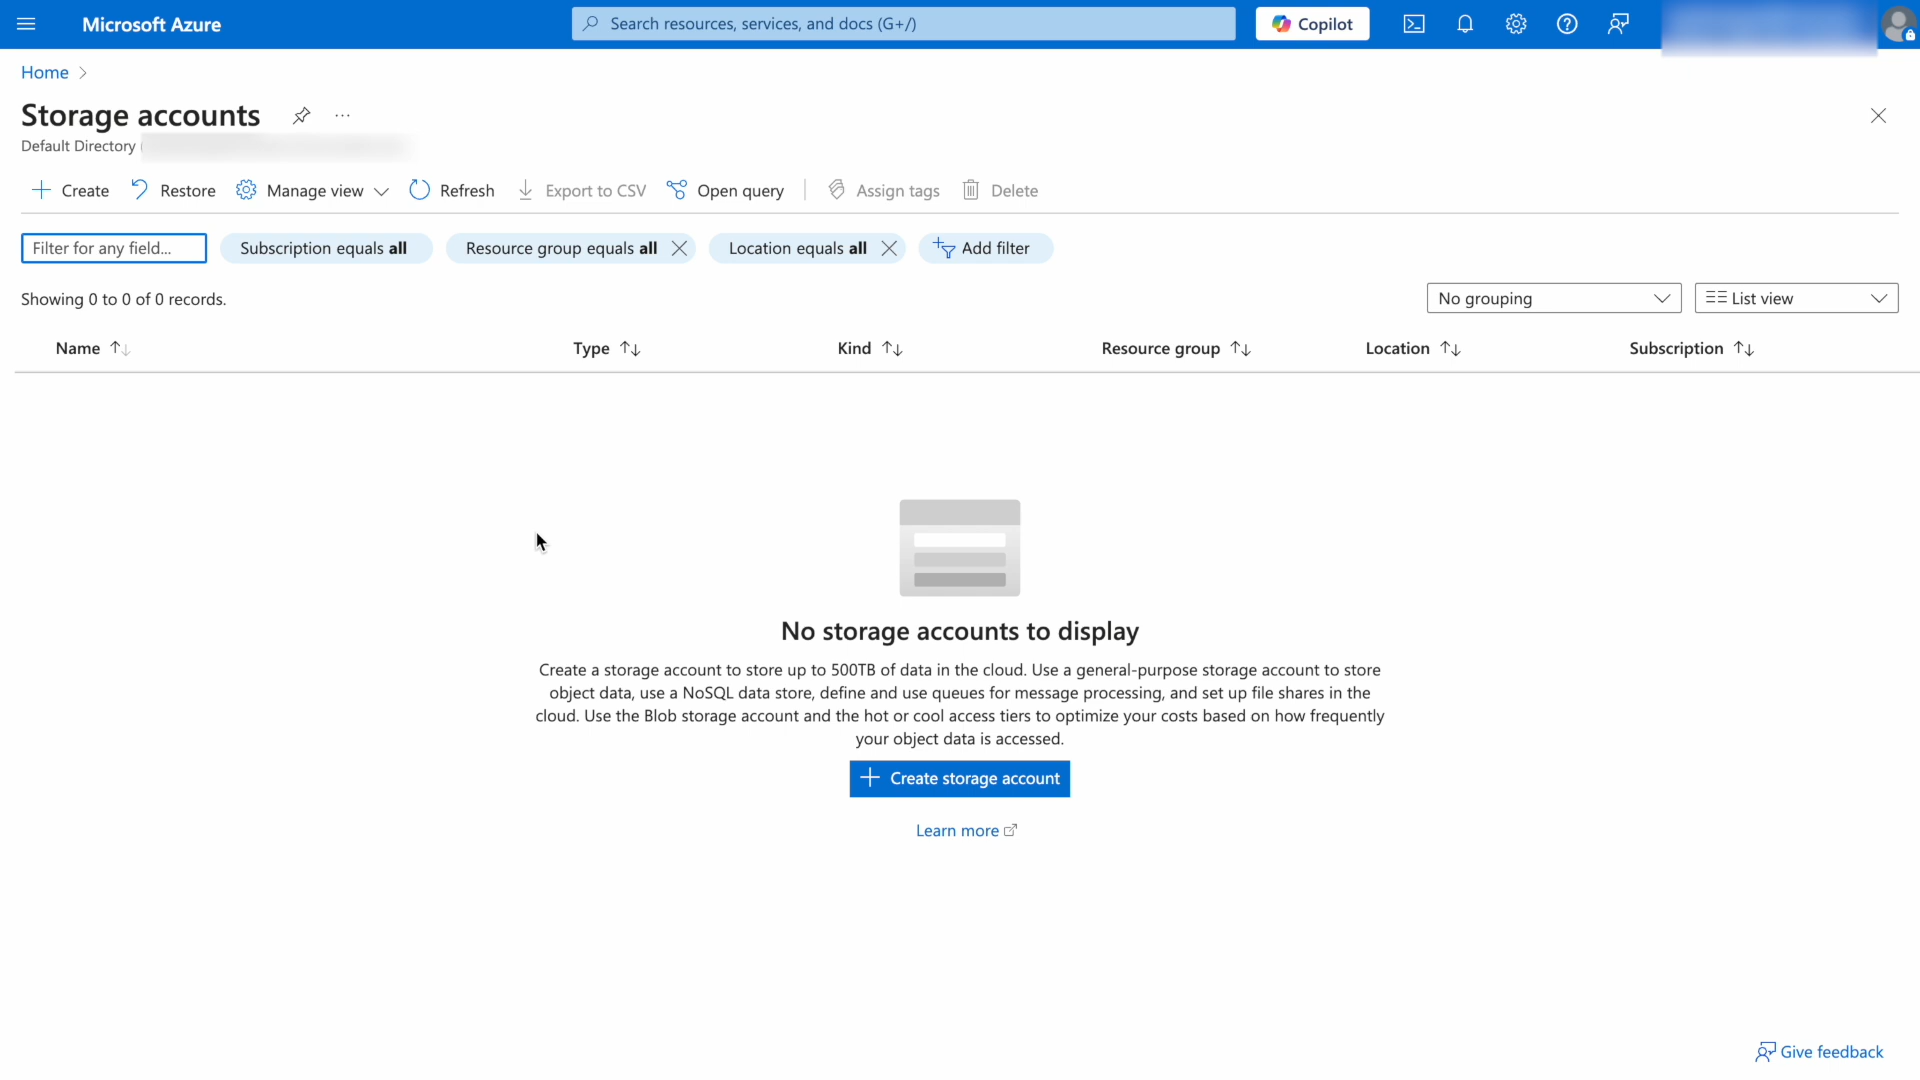 Microsoft Azure
Search resources, services, and docs (G+/)
Copilot
Home
Storage accounts
Default Directory
Create
Restore
Manage view
Refresh
Export to CSV
Open query
Assign tags
Delete
Filter for any field...
Subscription equals all
Resource group equals all
Location equals all
Add filter
Showing 0 to 0 of 0 records.
No grouping
List view
Name
Type
Kind
Resource group
Location
Subscription
No storage accounts to display
Create a storage account to store up to 500TB of data in the cloud. Use a general-purpose storage account to store
object data, use a NoSQL data store, define and use queues for message processing, and set up file shares in the
cloud. Use the Blob storage account and the hot or cool access tiers to optimize your costs based on how frequently
your object data is accessed.
Create storage account
Learn more
Give feedback